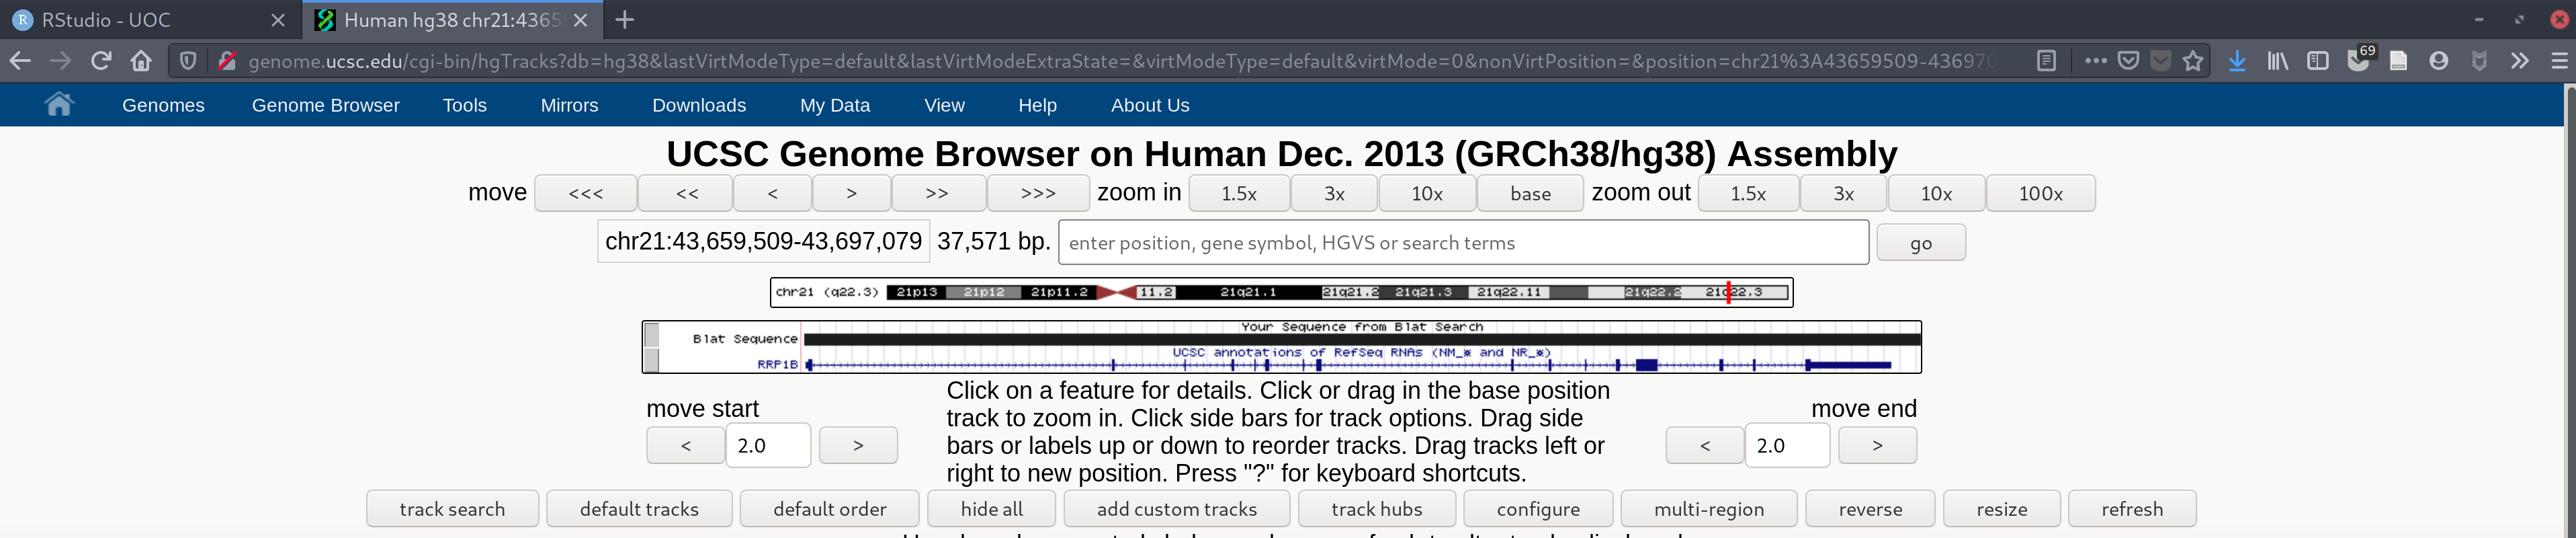 RStudio - UOC
Human hg38 chr21:4365
genome.ucsc.edu/cgi-bin/hgTracks?db=hg38&lastVirtModeType=default&lastVirtModeExtraState=&virtModeType=default&virtMode=0&nonVirtPosition=&position=chr21%3A43659509-436970
69
Genomes Genome Browser Tools Mirrors Downloads My Data View Help About Us
UCSC Genome Browser on Human Dec. 2013 (GRCh38/hg38) Assembly
move <<< << < > >> >>> zoom in 1.5x 3x 10x base zoom out 1.5x 3x 10x 100x
chr21:43,659,509-43,697,079 37,571 bp. enter position, gene symbol, HGVS or search terms go
chr21 (q22.3) 21p13 21p12 21p11.2 11.2 21q21.1 21q21.2 21q21.3 21q22.11 21q22.2 21q22.3
Your Sequence from Blat Search
Blat Sequence
UCSC annotations of RefSeq RNAs (NM_* and NR_*)
RRP1B
move start
< 2.0 >
Click on a feature for details. Click or drag in the base position
track to zoom in. Click side bars for track options. Drag side
bars or labels up or down to reorder tracks. Drag tracks left or
right to new position. Press "?" for keyboard shortcuts.
move end
< 2.0 >
track search default tracks default order hide all add custom tracks track hubs configure multi-region reverse resize refresh